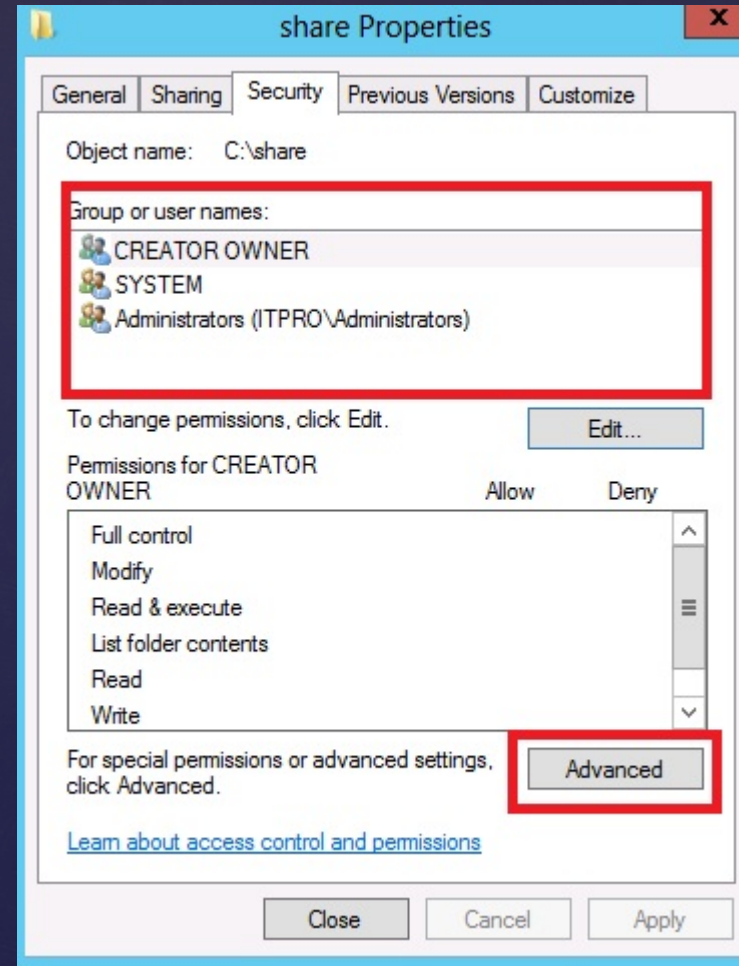 share Properties
x
General Sharing Security Previous Versions Customize
Object name: C:\share
Group or user names:
CREATOR OWNER
SYSTEM
Administrators (ITPRO\Administrators)
To change permissions, click Edit.
Edit...
Permissions for CREATOR
OWNER
Allow Deny
Full control
Modify
Read & execute
List folder contents
Read
Write
For special permissions or advanced settings,
click Advanced.
Advanced
Learn about access control and permissions
Close Cancel Apply